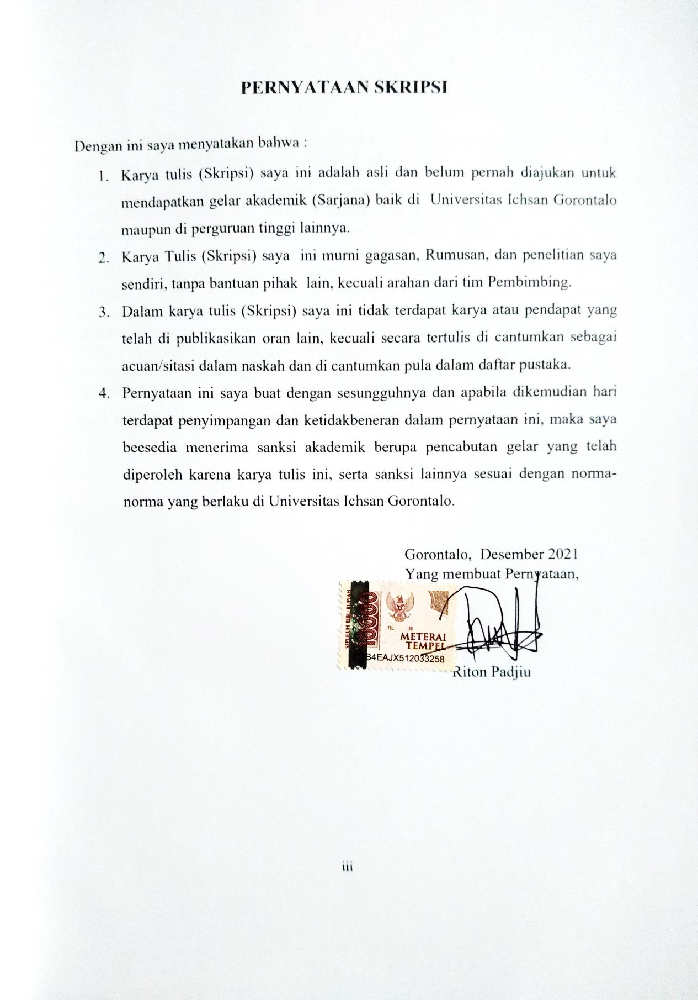 PERNYATAAN SKRIPSI
Dengan ini saya menyatakan bahwa :
1. Karya tulis (Skripsi) saya ini adalah asli dan belum pernah diajukan untuk
mendapatkan gelar akademik (Sarjana) baik di Universitas Ichsan Gorontalo
maupun di perguruan tinggi lainnya.
2. Karya Tulis (Skripsi) saya ini murni gagasan, Rumusan, dan penelitian saya
sendiri, tanpa bantuan pihak lain, kecuali arahan dari tim Pembimbing.
3. Dalam karya tulis (Skripsi) saya ini tidak terdapat karya atau pendapat yang
telah di publikasikan oran lain, kecuali secara tertulis di cantumkan sebagai
acuan/sitasi dalam naskah dan di cantumkan pula dalam daftar pustaka.
4. Pernyataan ini saya buat dengan sesungguhnya dan apabila dikemudian hari
terdapat penyimpangan dan ketidakbeneran dalam pernyataan ini, maka saya
beesedia menerima sanksi akademik berupa pencabutan gelar yang telah
diperoleh karena karya tulis ini, serta sanksi lainnya sesuai dengan norma-
norma yang berlaku di Universitas Ichsan Gorontalo.
Gorontalo, Desember 2021
Yang membuat Pernyataan,
SEPULUH RIBU RUPIAH
10000
TBL 20
METERAI
TEMPEL
B4EAJX512033258
Riton Padjiu
iii